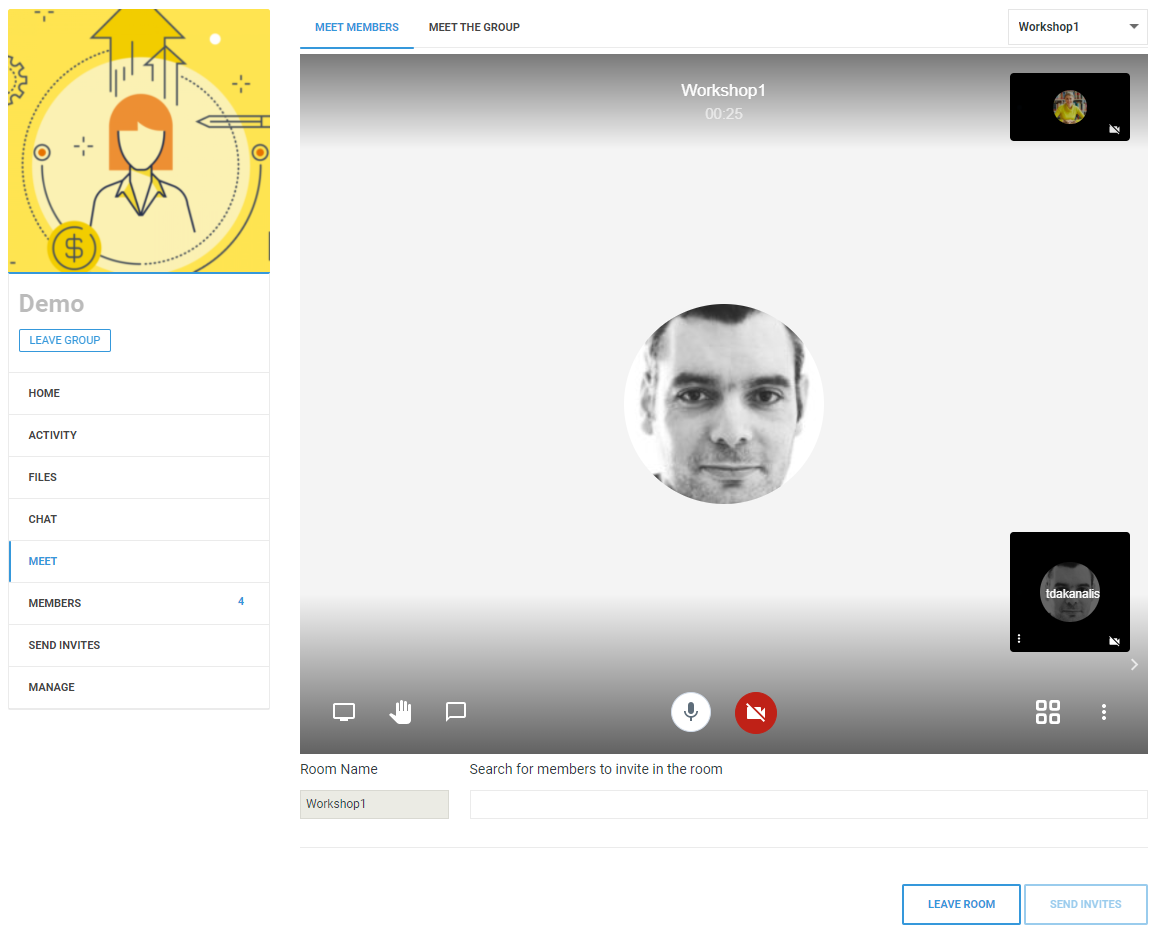 MEET MEMBERS
MEET THE GROUP
Workshop1
Workshop1
00:25
$
Demo
LEAVE GROUP
HOME
ACTIVITY
FILES
CHAT
MEET
MEMBERS 4
SEND INVITES
MANAGE
tdakanalis
Room Name
Search for members to invite in the room
Workshop1
LEAVE ROOM
SEND INVITES